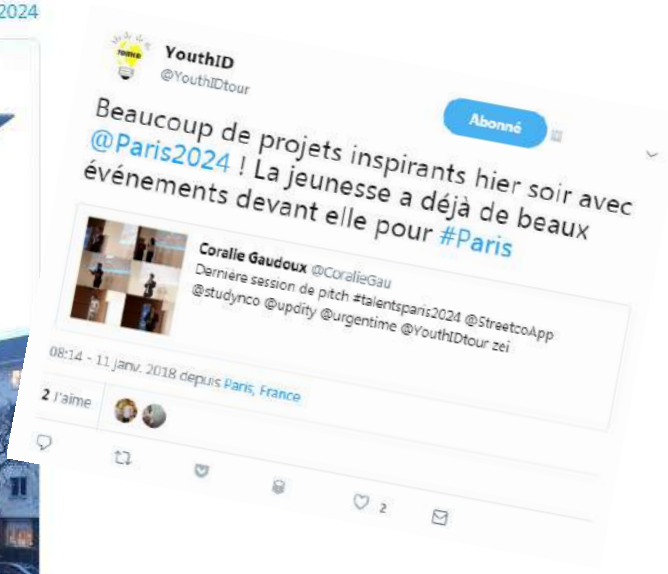 2024
YouthID
@YouthIDtour
Abonné
Beaucoup de projets inspirants hier soir avec
@Paris2024 ! La jeunesse a déjà de beaux
événements devant elle pour #Paris
Coralie Gaudoux @CoralieGau
Dernière session de pitch #talentsparis2024 @StreetcoApp
@studynco @updity @urgentime @YouthIDtour zei
08:14 - 11 janv. 2018 depuis Paris, France
2 J'aime
2